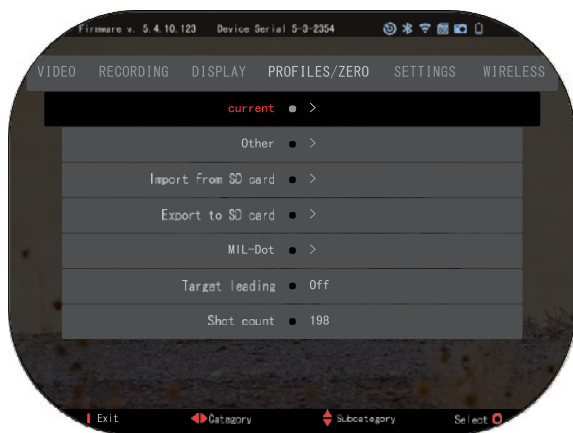 Firmware v. 5.4.10.123 Device Serial 5-3-2354
VIDEO RECORDING DISPLAY PROFILES/ZERO SETTINGS WIRELESS
current >
Other >
Import from SD card >
Export to SD card >
MIL-Dot >
Target leading Off
Shot count 198
Exit Category Subcategory Select